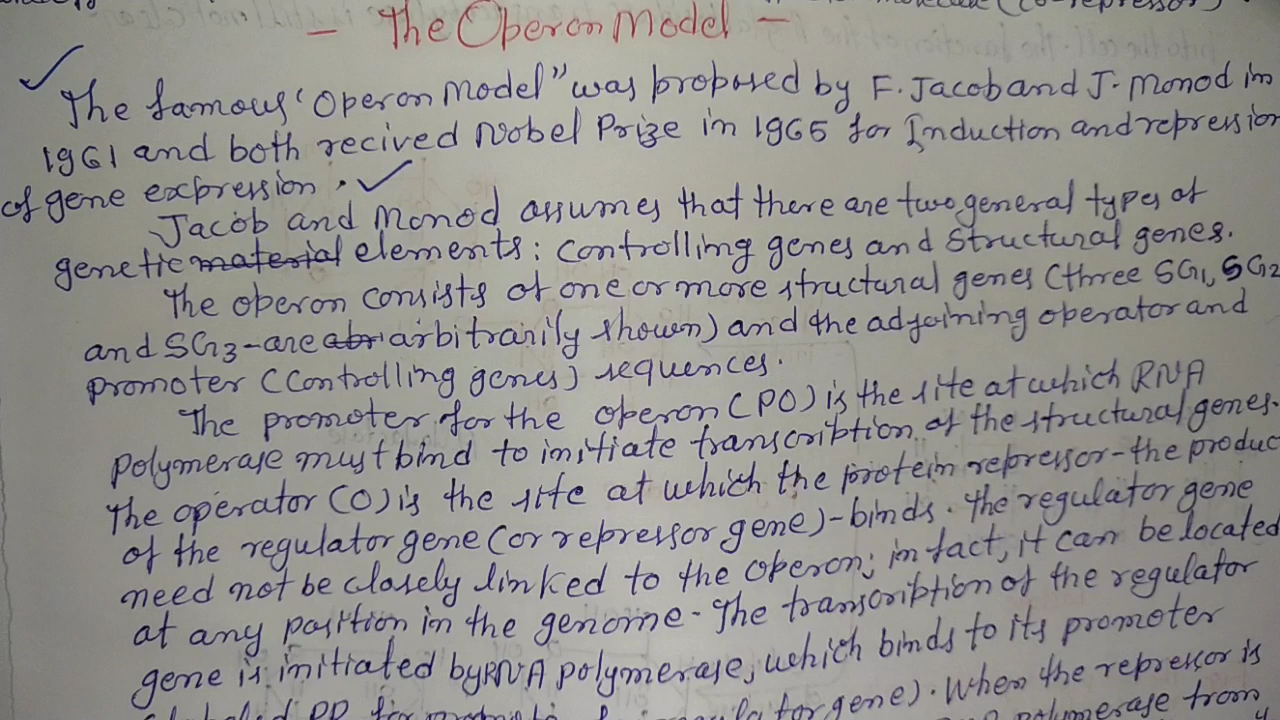 molecule (co-repressor)
- The Operon Model -
The famous 'Operon Model" was proposed by F. Jacob and J. Monod in
1961 and both recived Nobel Prize in 1965 for Induction and repression
of gene expression.
Jacob and Monod assumes that there are two general types of
genetic material elements: Controlling genes and Structural genes.
The operon consists of one or more structural genes (three SG1, SG2
and SG3-are abr arbitrarily shown) and the adjoining operator and
promoter (Controlling genes) sequences.
The promoter for the operon (PO) is the site at which RNA
polymerase must bind to initiate transcription of the structural genes.
The operator (O) is the site at which the protein repressor-the produc
of the regulator gene (or repressor gene)-binds. The regulator gene
need not be closely linked to the operon; in fact, it can be located
at any position in the genome- The transcription of the regulator
gene is initiated by RNA polymerase, which binds to its promoter
gene). When the repressor is
polymerase from